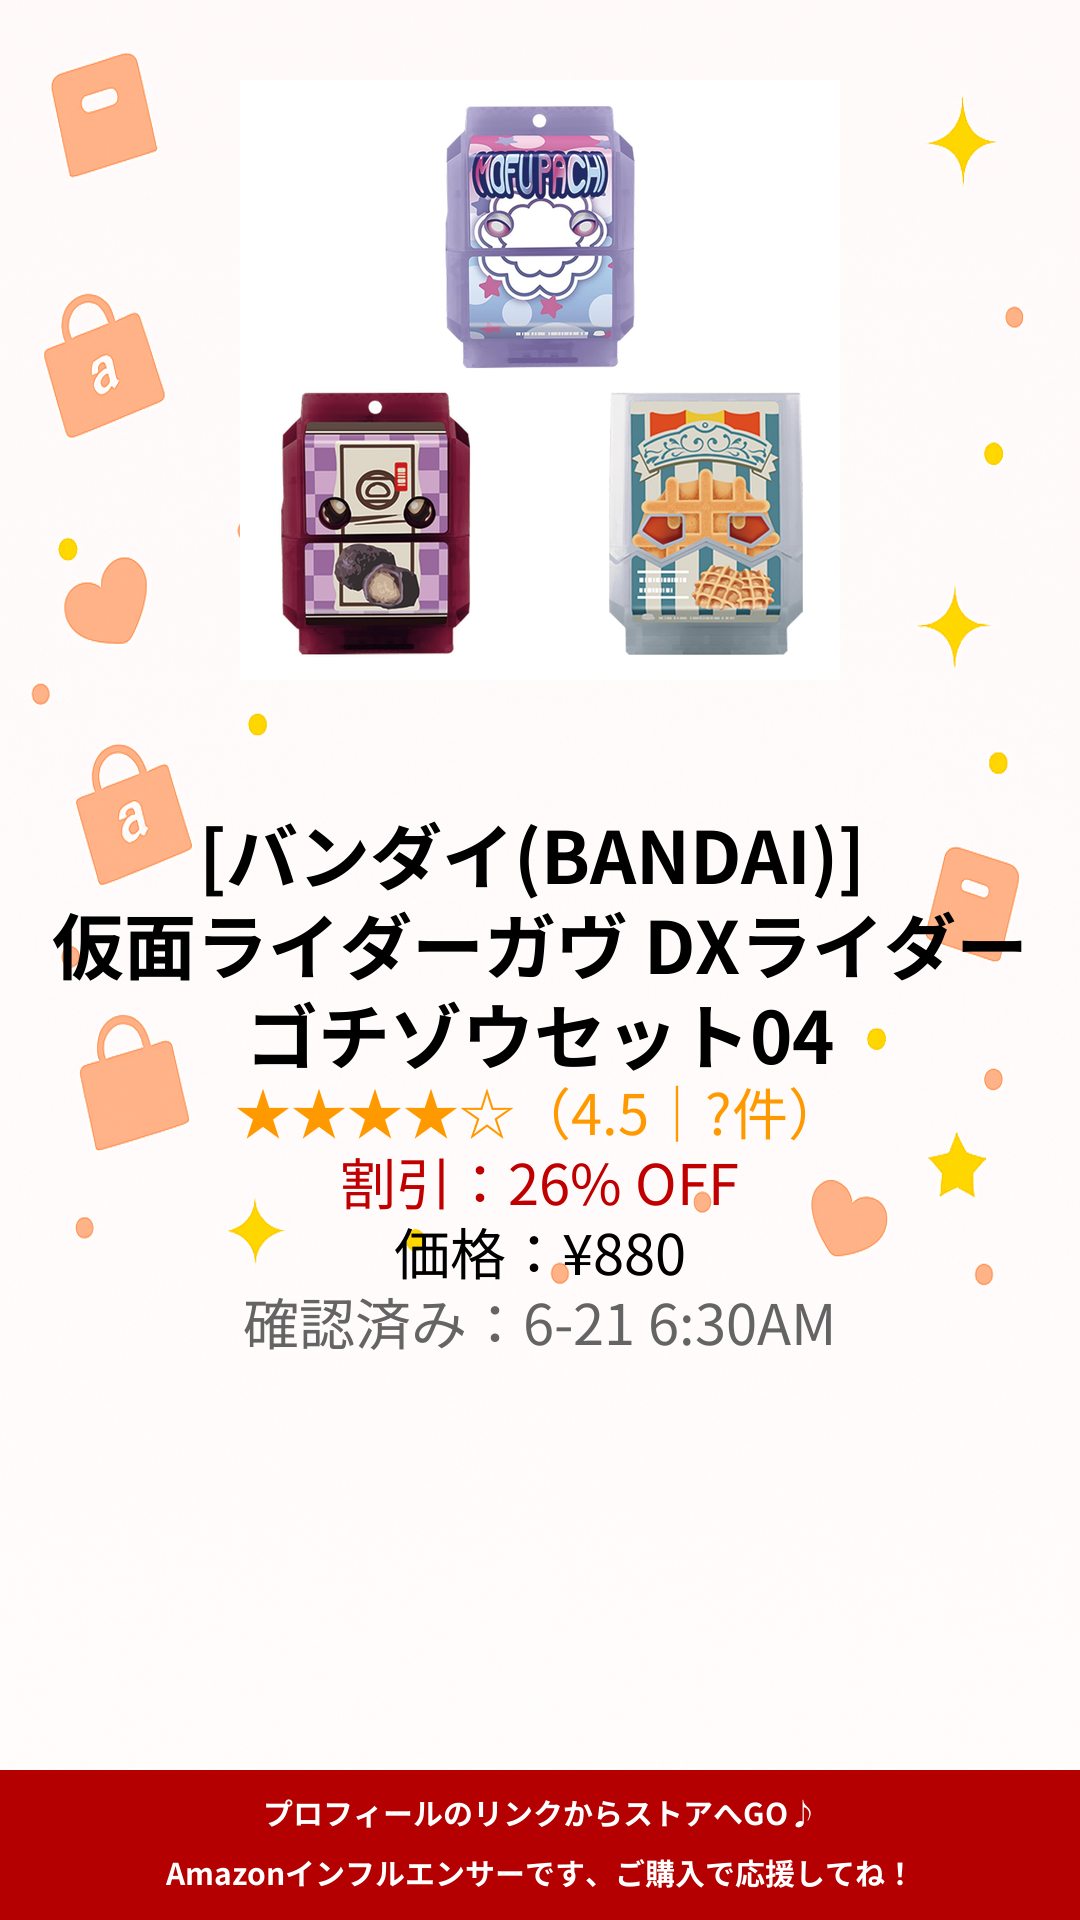 MOFUPACHI
a
a
[バンダイ(BANDAI)]
仮面ライダーガヴ DXライダー
ゴチゾウセット04
★★★★☆（4.5｜?件）
割引：26% OFF
価格：¥880
確認済み：6-21 6:30AM
プロフィールのリンクからストアへGO♪
Amazonインフルエンサーです、ご購入で応援してね！